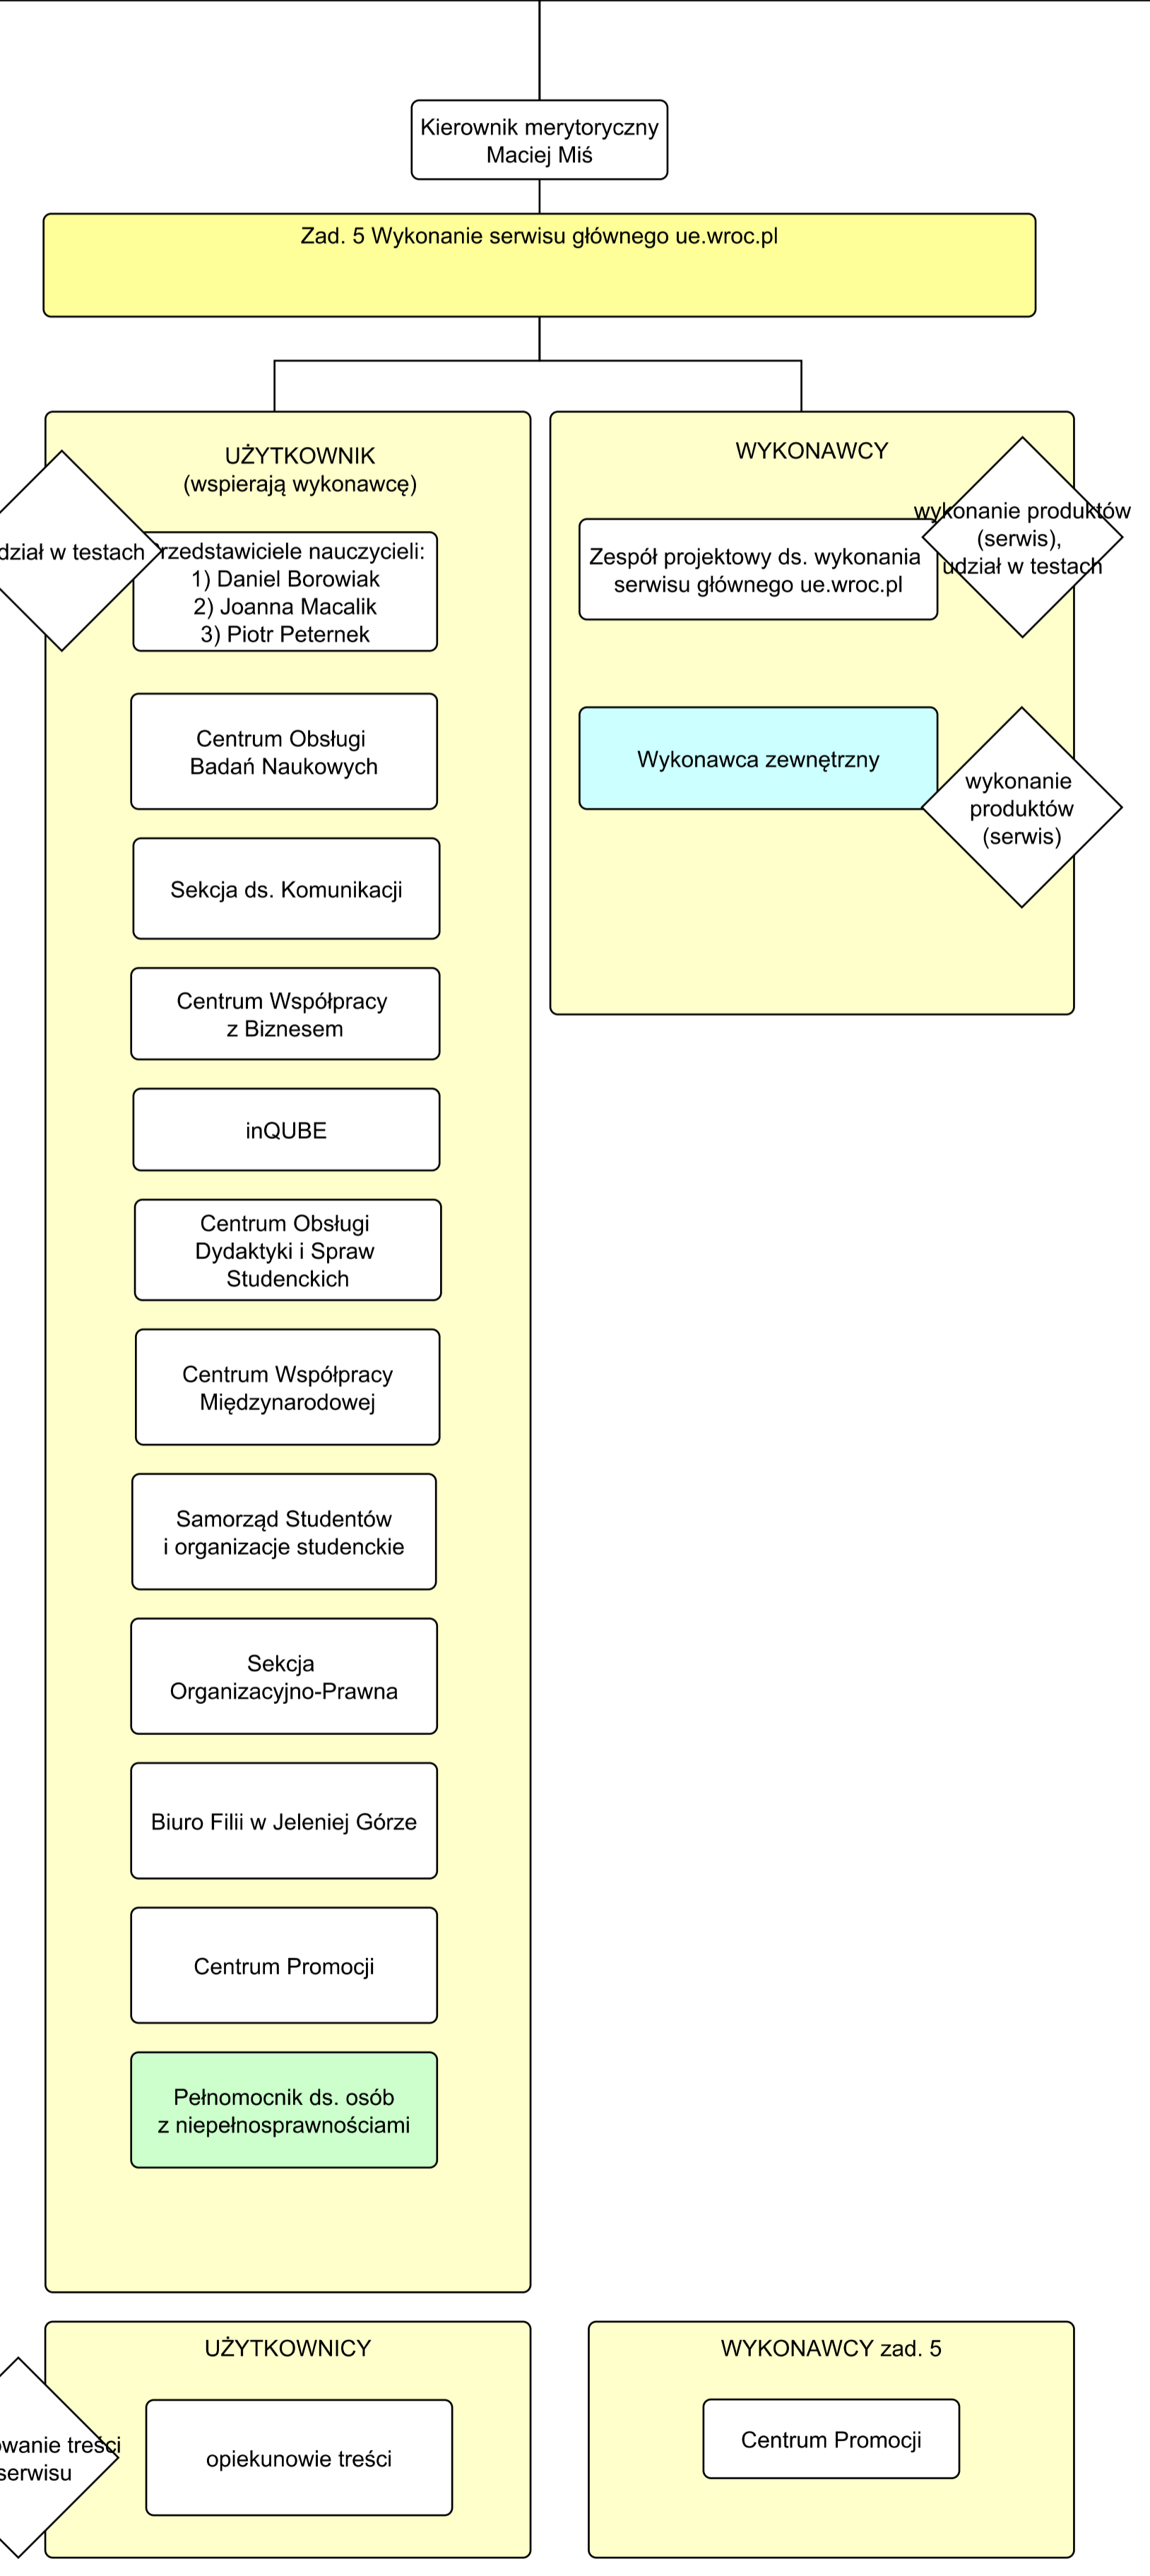 Kierownik merytoryczny
Maciej Miś
Zad. 5 Wykonanie serwisu głównego ue.wroc.pl
UŻYTKOWNIK
(wspierają wykonawcę)
w testach
nauczycieli:
1) Daniel Borowiak
2) Joanna Macalik
3) Piotr Peternek
Centrum Obsługi
Badań Naukowych
Sekcja ds. Komunikacji
Centrum Współpracy
z Biznesem
inQUBE
Centrum Obsługi
Dydaktyki i Spraw
Studenckich
Centrum Współpracy
Międzynarodowej
Samorząd Studentów
i organizacje studenckie
Sekcja
Organizacyjno-Prawna
Biuro Filii w Jeleniej Górze
Centrum Promocji
Pełnomocnik ds. osób
z niepełnosprawnościami
WYKONAWCY
Zespół projektowy ds. wykonania
serwisu głównego ue.wroc.pl
wykonanie produktów
(serwis),
udział w testach
Wykonawca zewnętrzny
wykonanie
produktów
(serwis)
UŻYTKOWNICY
treści
serwisu
opiekunowie treści
WYKONAWCY zad. 5
Centrum Promocji